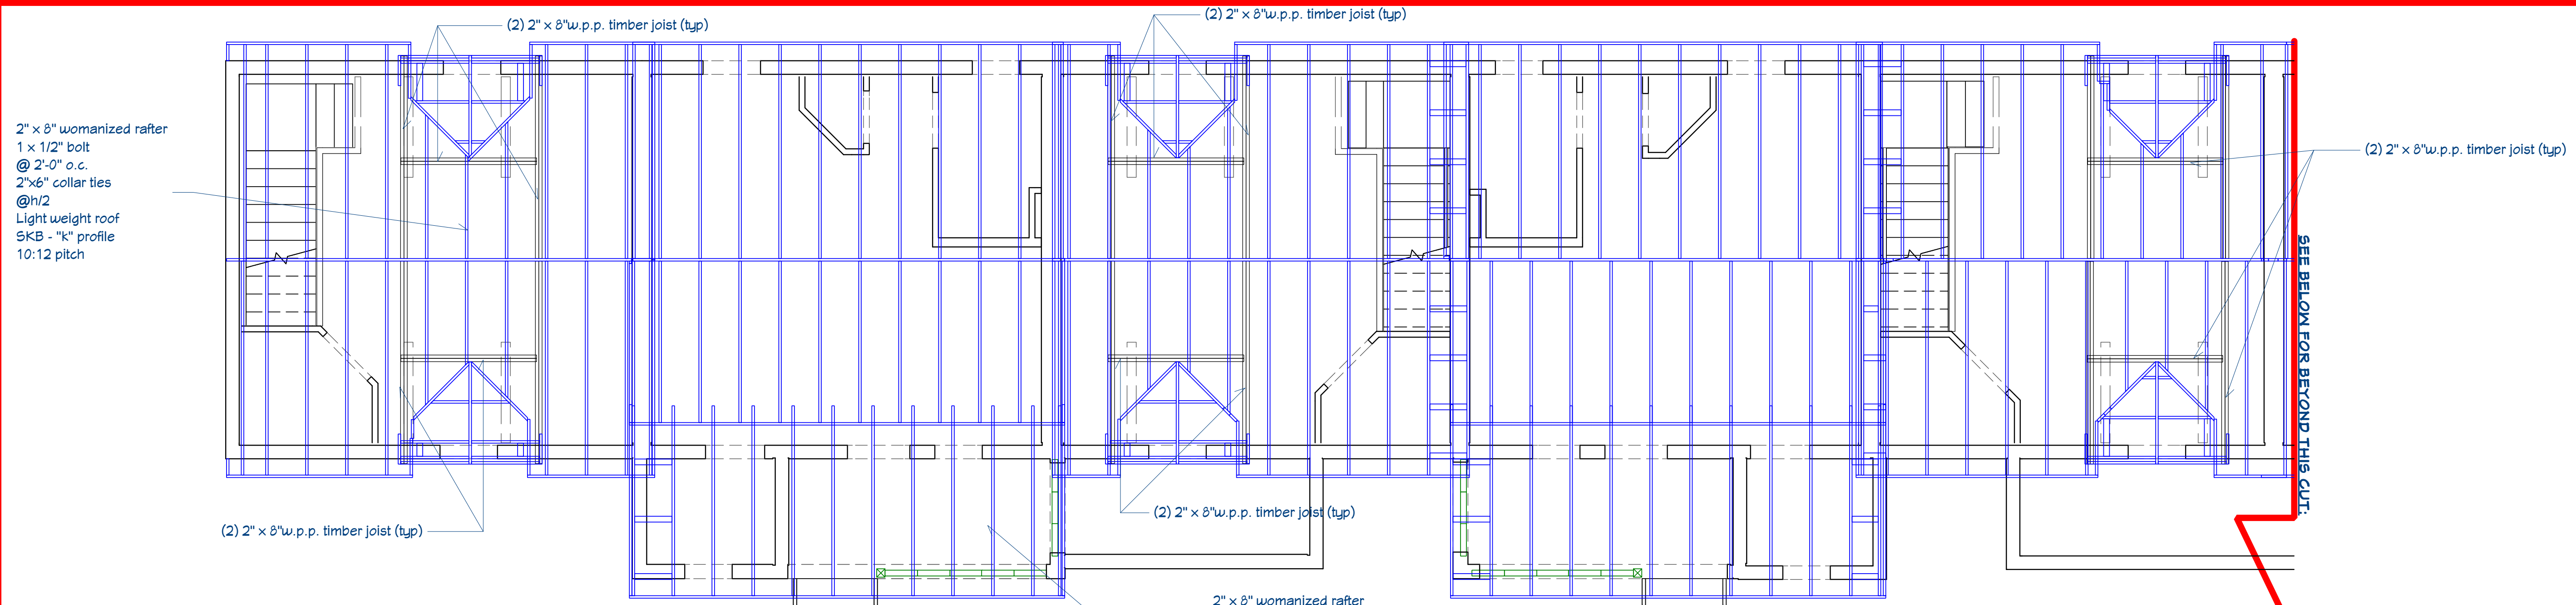 (2) 2" x 8"w.p.p. timber joist (typ)
(2) 2" x 8"w.p.p. timber joist (typ)
2" x 8" womanized rafter
1 x 1/2" bolt
@ 2'-0" o.c.
2"x6" collar ties
@h/2
Light weight roof
SKB - "k" profile
10:12 pitch
(2) 2" x 8"w.p.p. timber joist (typ)
SEE BELOW FOR BEYOND THIS CUT:
(2) 2" x 8"w.p.p. timber joist (typ)
(2) 2" x 8"w.p.p. timber joist (typ)
2" x 8" womanized rafter